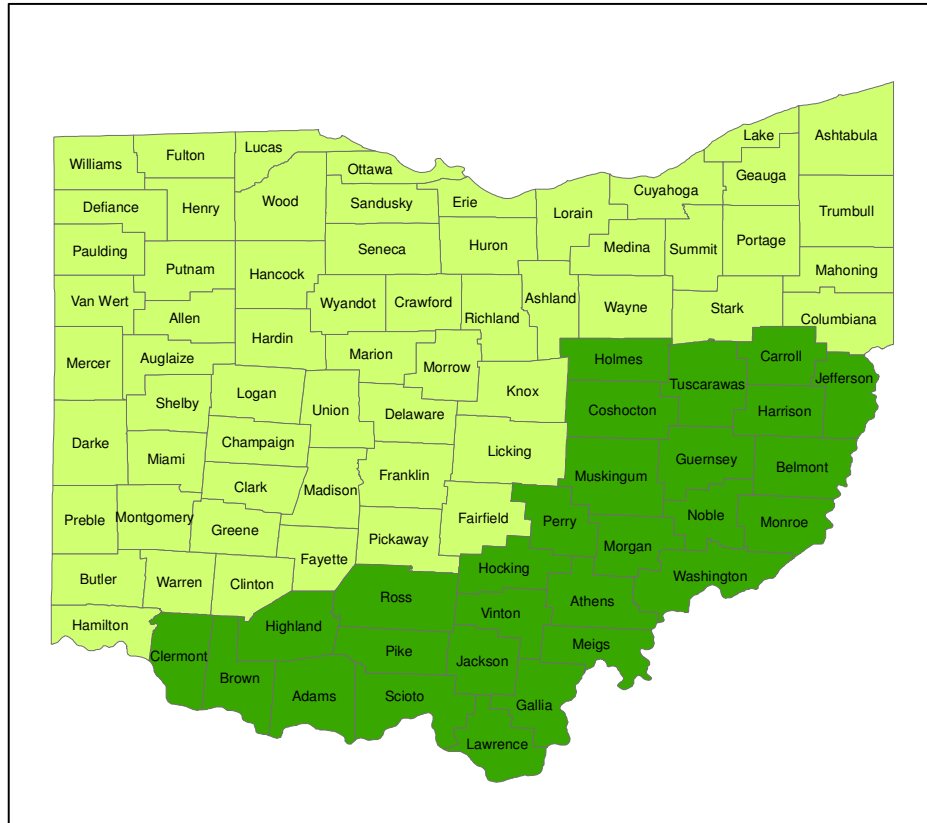 Lake
Ashtabula
Lucas
Fulton
Williams
Ottawa
Geauga
Cuyahoga
Wood
Sandusky
Erie
Defiance
Henry
Lorain
Trumbull
Portage
Paulding
Seneca
Huron
Medina
Summit
Putnam
Hancock
Mahoning
Van Wert
Wyandot
Crawford
Ashland
Wayne
Stark
Allen
Richland
Columbiana
Hardin
Marion
Mercer
Auglaize
Morrow
Holmes
Carroll
Jefferson
Tuscarawas
Logan
Knox
Shelby
Union
Delaware
Coshocton
Harrison
Darke
Champaign
Miami
Licking
Guernsey
Belmont
Clark
Madison
Franklin
Muskingum
Preble
Montgomery
Greene
Fairfield
Perry
Noble
Monroe
Pickaway
Morgan
Fayette
Hocking
Butler
Warren
Clinton
Washington
Ross
Athens
Vinton
Hamilton
Highland
Meigs
Clermont
Pike
Jackson
Brown
Adams
Scioto
Gallia
Lawrence